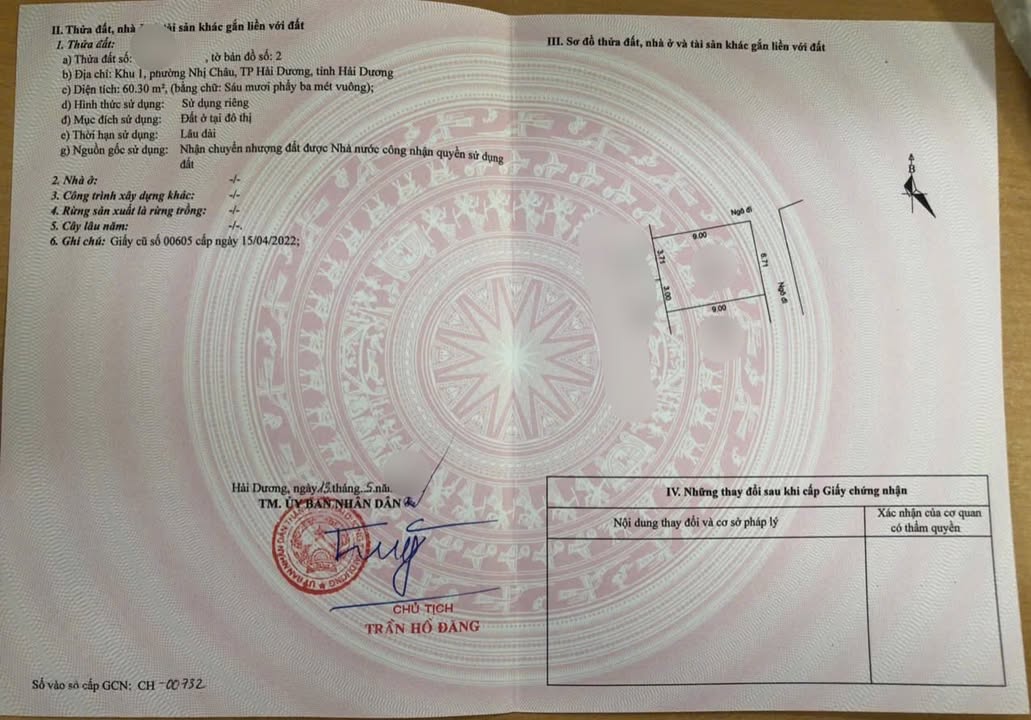 II. Thửa đất, nhà tài sản khác gắn liền với đất
1. Thửa đất:
a) Thửa đất số: , tờ bản đồ số: 2
b) Địa chỉ: Khu 1, phường Nhị Châu, TP Hải Dương, tỉnh Hải Dương
c) Diện tích: 60.30 m², (bằng chữ: Sáu mươi phẩy ba mét vuông);
d) Hình thức sử dụng: Sử dụng riêng
đ) Mục đích sử dụng: Đất ở tại đô thị
e) Thời hạn sử dụng: Lâu dài
g) Nguồn gốc sử dụng: Nhận chuyển nhượng đất được Nhà nước công nhận quyền sử dụng
đất
2. Nhà ở: -/-
3. Công trình xây dựng khác: -/-
4. Rừng sản xuất là rừng trồng: -/-
5. Cây lâu năm: -/-.
6. Ghi chú: Giấy cũ số 00605 cấp ngày 15/04/2022;
Hải Dương, ngày 15 tháng 5 năm
TM. ỦY BAN NHÂN DÂN
CHỦ TỊCH
TRẦN HỒ ĐĂNG
Số vào sổ cấp GCN: CH -00732
III. Sơ đồ thửa đất, nhà ở và tài sản khác gắn liền với đất
B
Ngõ đi
9.00
3.71
6.71
3.00
Ngõ đi
9.00
IV. Những thay đổi sau khi cấp Giấy chứng nhận
Nội dung thay đổi và cơ sở pháp lý
Xác nhận của cơ quan
có thẩm quyền